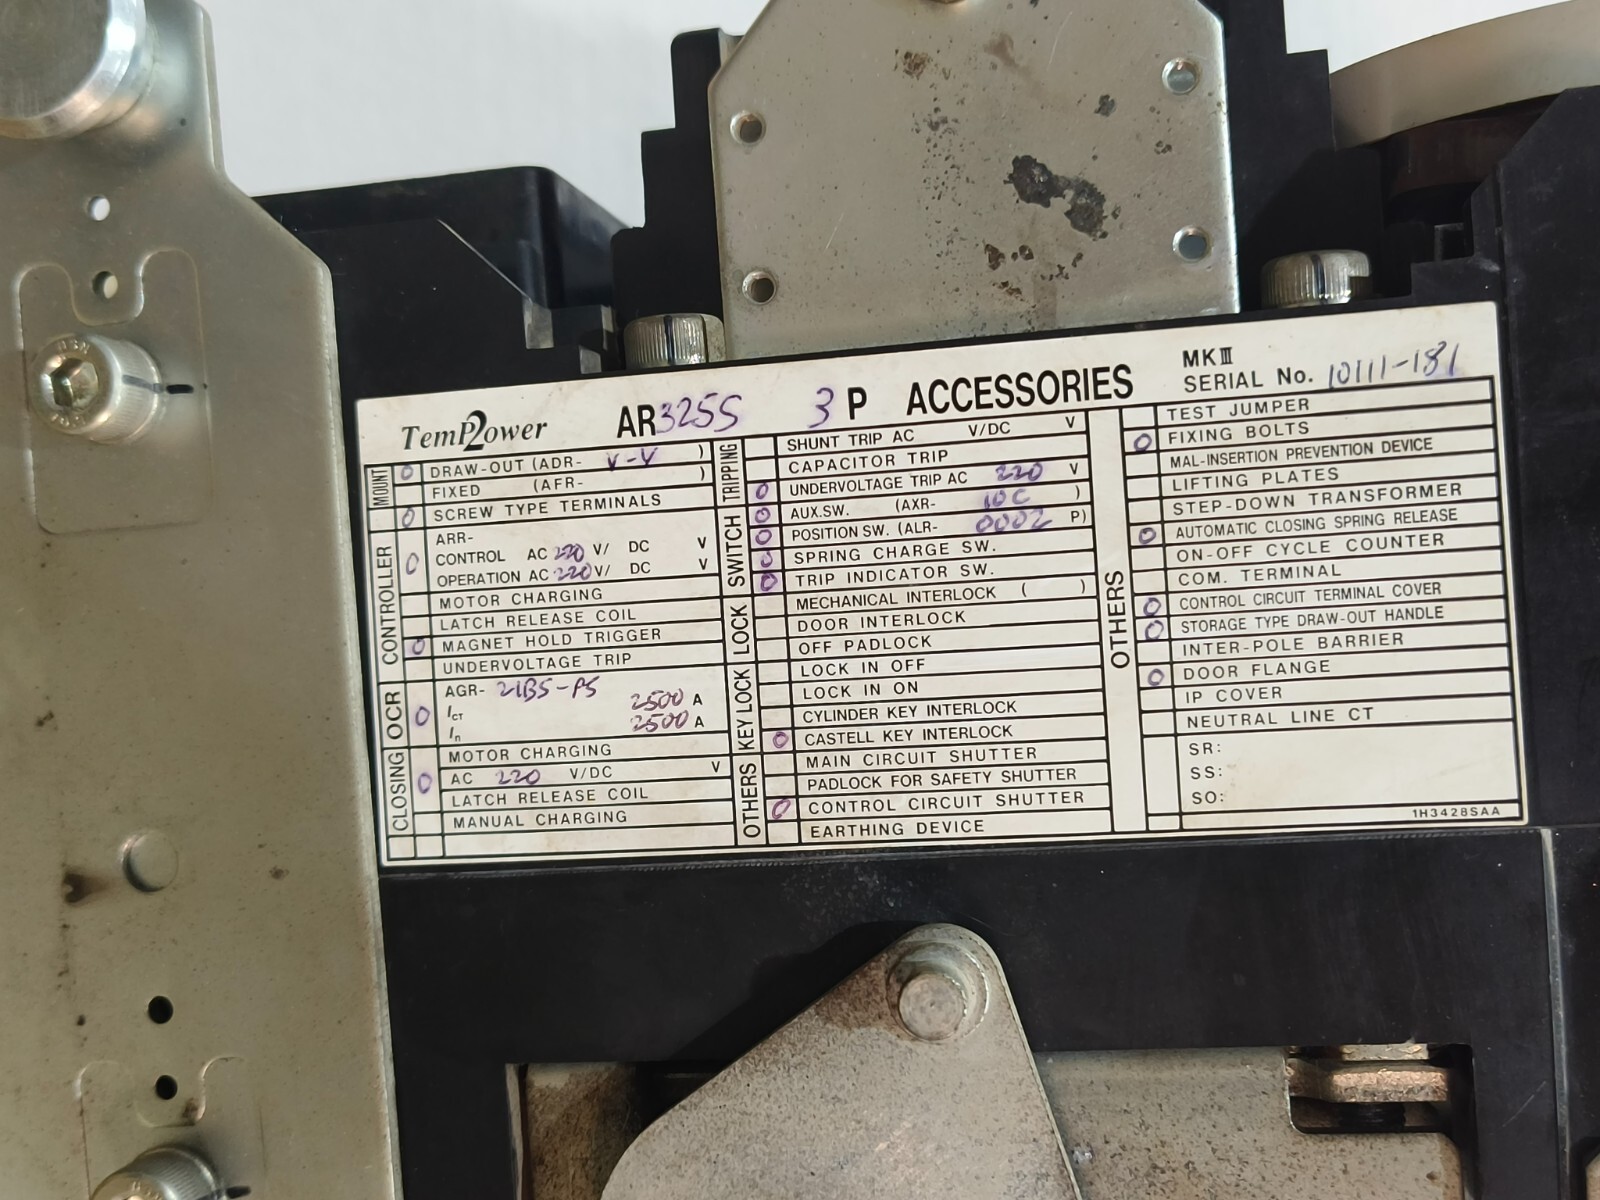 TemP2ower AR325S 3 P ACCESSORIES
MKⅢ
SERIAL No. 10111-181
MOUNT
O DRAW-OUT (ADR- V-V )
FIXED (AFR- )
O SCREW TYPE TERMINALS
CONTROLLER
ARR-
O CONTROL AC 220 V/ DC V
OPERATION AC 220 V/ DC V
MOTOR CHARGING
LATCH RELEASE COIL
O MAGNET HOLD TRIGGER
UNDERVOLTAGE TRIP
OCR
AGR- 21BS-PS
O ICT 2500 A
In 2500 A
CLOSING
MOTOR CHARGING
O AC 220 V/DC V
LATCH RELEASE COIL
MANUAL CHARGING
TRIPPING
SHUNT TRIP AC V/DC V
CAPACITOR TRIP
O UNDERVOLTAGE TRIP AC 220 V
SWITCH
O AUX.SW. (AXR- 10C )
O POSITION SW. (ALR- 0002 P)
O SPRING CHARGE SW.
O TRIP INDICATOR SW.
LOCK
MECHANICAL INTERLOCK ( )
DOOR INTERLOCK
OFF PADLOCK
KEY LOCK
LOCK IN OFF
LOCK IN ON
CYLINDER KEY INTERLOCK
O CASTELL KEY INTERLOCK
OTHERS
MAIN CIRCUIT SHUTTER
PADLOCK FOR SAFETY SHUTTER
O CONTROL CIRCUIT SHUTTER
EARTHING DEVICE
OTHERS
TEST JUMPER
O FIXING BOLTS
MAL-INSERTION PREVENTION DEVICE
LIFTING PLATES
STEP-DOWN TRANSFORMER
O AUTOMATIC CLOSING SPRING RELEASE
ON-OFF CYCLE COUNTER
COM. TERMINAL
O CONTROL CIRCUIT TERMINAL COVER
O STORAGE TYPE DRAW-OUT HANDLE
INTER-POLE BARRIER
O DOOR FLANGE
IP COVER
NEUTRAL LINE CT
SR:
SS:
SO:
1H3428SAA